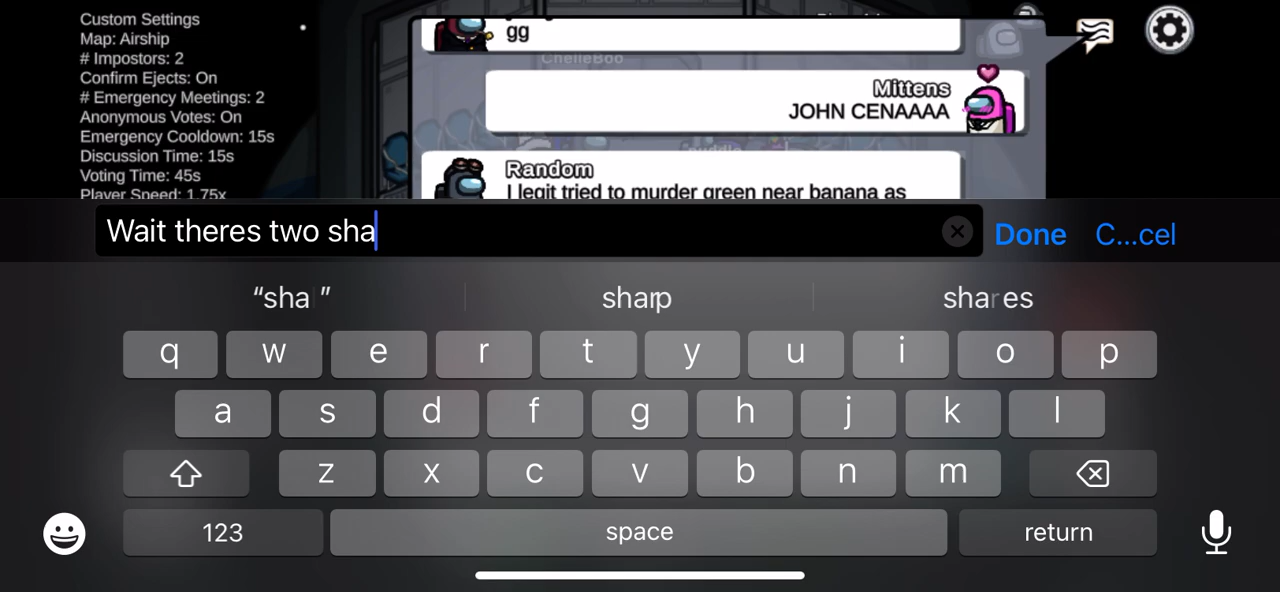 Custom Settings
Map: Airship
# Impostors: 2
Confirm Ejects: On
# Emergency Meetings: 2
Anonymous Votes: On
Emergency Cooldown: 15s
Discussion Time: 15s
Voting Time: 45s
Player Speed: 1.75x
gg
ChelleBoo
Mittens
JOHN CENAAAA
Random
I legit tried to murder green near banana as
Wait theres two sha
Done
C...cel
“sha ”
sharp
shares
q w e r t y u i o p
a s d f g h j k l
z x c v b n m
123
space
return